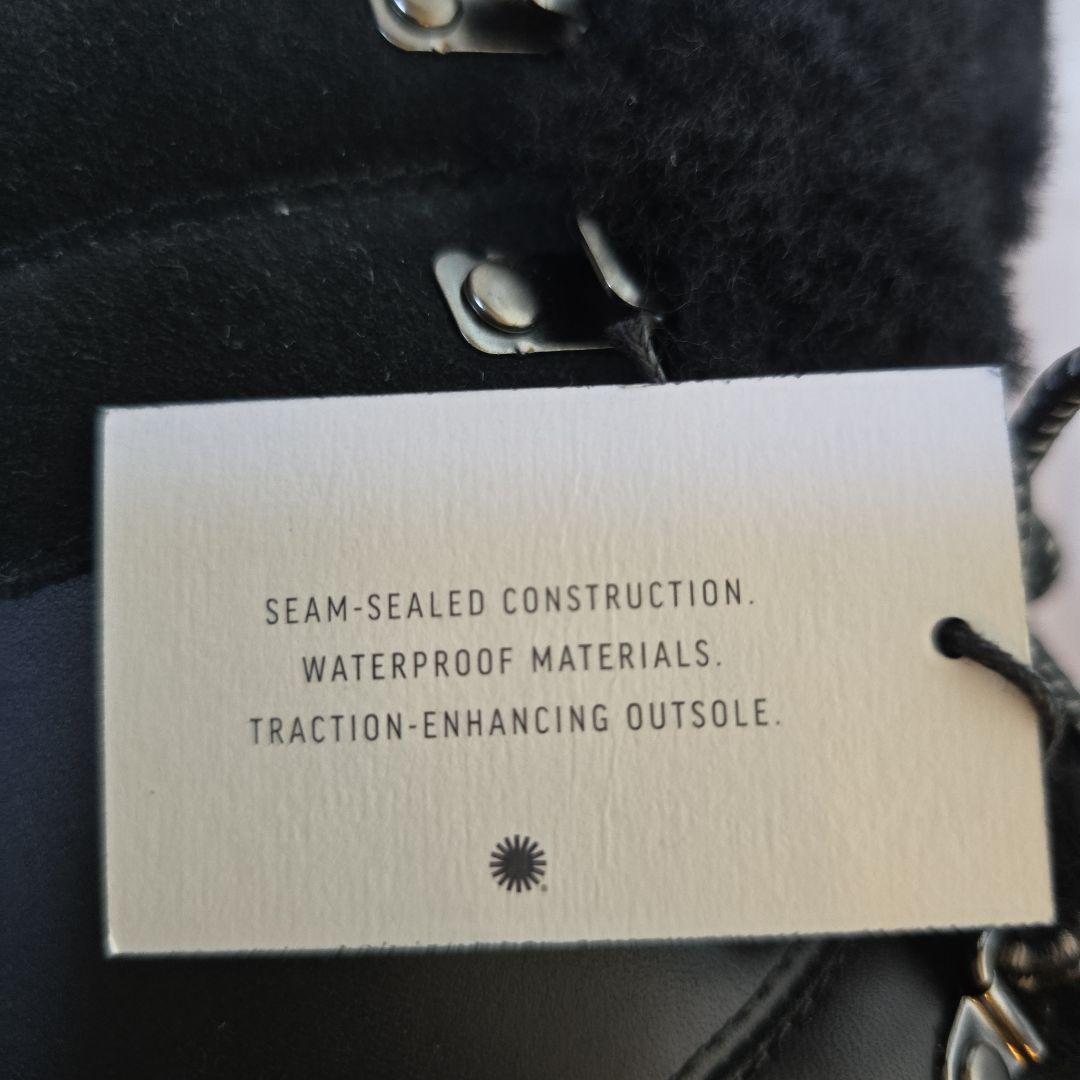 SEAM-SEALED CONSTRUCTION.
WATERPROOF MATERIALS.
TRACTION-ENHANCING OUTSOLE.